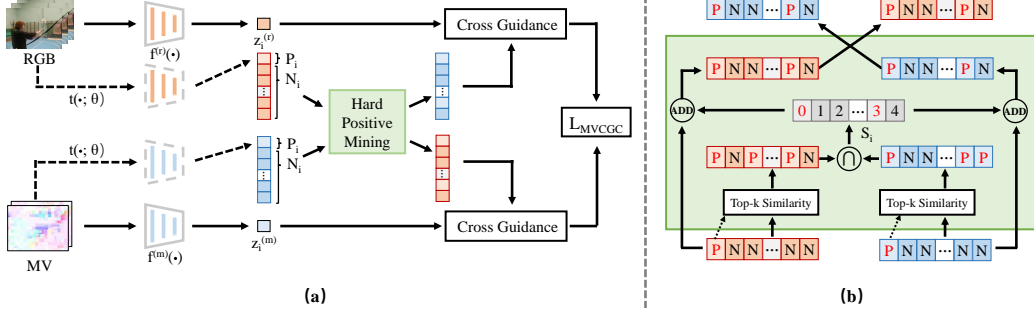 RGB
f⁽ʳ⁾(•)
z_i⁽ʳ⁾
t(•; θ)
P_i
N_i
Cross Guidance
Hard
Positive
Mining
L_MVCGC
t(•; θ)
P_i
N_i
MV
f⁽ᵐ⁾(•)
z_i⁽ᵐ⁾
Cross Guidance
(a)
P N N ... P N
P N N ... P N
P N N ... P N
P N N ... P N
ADD
0 1 2 ... 3 4
ADD
S_i
P N P ... P N
∩
P N N ... P P
Top-k Similarity
Top-k Similarity
P N N ... N N
P N N ... N N
(b)